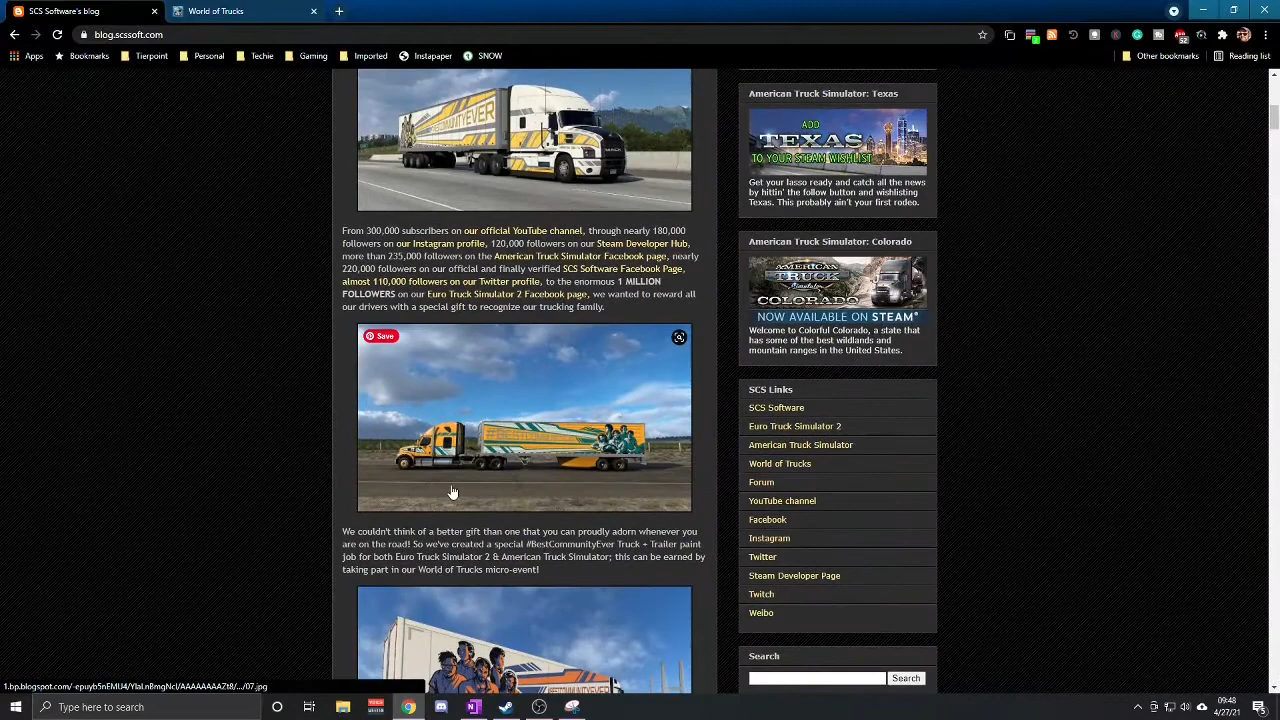 SCS Software's blog
World of Trucks
blog.scssoft.com
Apps
Bookmarks
Tierpoint
Personal
Techie
Gaming
Imported
Instapaper
SNOW
Other bookmarks
Reading list
#BESTCOMMUNITYEVER
From 300,000 subscribers on our official YouTube channel, through nearly 180,000
followers on our Instagram profile, 120,000 followers on our Steam Developer Hub,
more than 235,000 followers on the American Truck Simulator Facebook page, nearly
220,000 followers on our official and finally verified SCS Software Facebook Page,
almost 110,000 followers on our Twitter profile, to the enormous 1 MILLION
FOLLOWERS on our Euro Truck Simulator 2 Facebook page, we wanted to reward all
our drivers with a special gift to recognize our trucking family.
Save
We couldn't think of a better gift than one that you can proudly adorn whenever you
are on the road! So we've created a special #BestCommunityEver Truck + Trailer paint
job for both Euro Truck Simulator 2 & American Truck Simulator; this can be earned by
taking part in our World of Trucks micro-event!
American Truck Simulator: Texas
ADD
TEXAS
TO YOUR STEAM WISHLIST
Get your lasso ready and catch all the news
by hittin' the follow button and wishlisting
Texas. This probably ain't your first rodeo.
American Truck Simulator: Colorado
AMERICAN
TRUCK
SIMULATOR
COLORADO
NOW AVAILABLE ON STEAM
Welcome to Colorful Colorado, a state that
has some of the best wildlands and
mountain ranges in the United States.
SCS Links
SCS Software
Euro Truck Simulator 2
American Truck Simulator
World of Trucks
Forum
YouTube channel
Facebook
Instagram
Twitter
Steam Developer Page
Twitch
Weibo
Search
Search
Type here to search
09:48
4/27/21